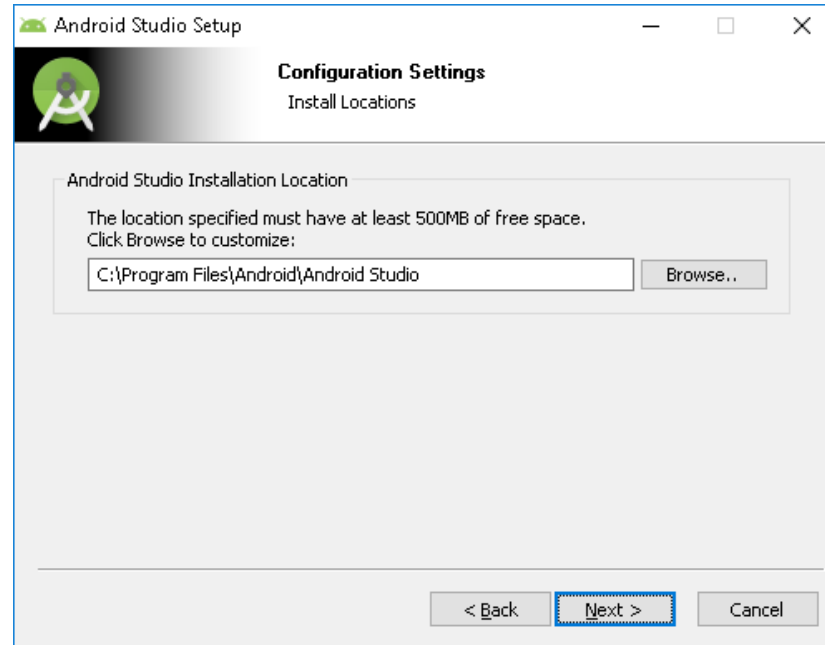 Android Studio Setup
Configuration Settings
Install Locations
Android Studio Installation Location
The location specified must have at least 500MB of free space.
Click Browse to customize:
C:\Program Files\Android\Android Studio
Browse..
< Back
Next >
Cancel